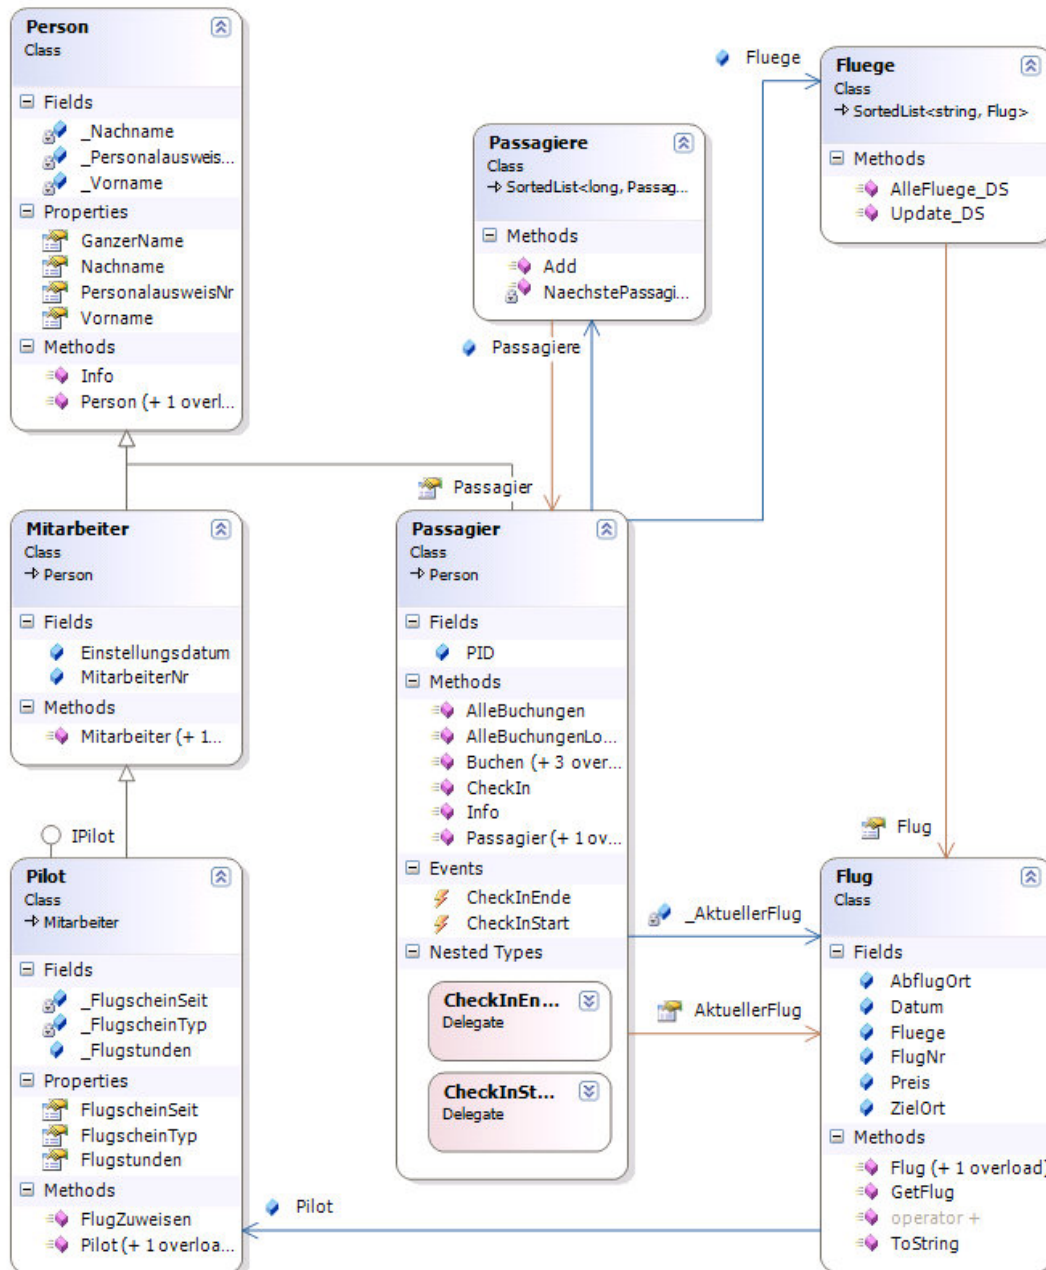 Person
Class
Fields
_Nachname
_Personalausweis...
_Vorname
Properties
GanzerName
Nachname
PersonalausweisNr
Vorname
Methods
Info
Person (+ 1 overl...
Passagiere
Class
SortedList<long, Passag...
Methods
Add
NaechstePassagi...
Fluege
Fluege
Class
SortedList<string, Flug>
Methods
AlleFluege_DS
Update_DS
Passagiere
Passagier
Mitarbeiter
Class
Person
Fields
Einstellungsdatum
MitarbeiterNr
Methods
Mitarbeiter (+ 1...
IPilot
Pilot
Class
Mitarbeiter
Fields
_FlugscheinSeit
_FlugscheinTyp
_Flugstunden
Properties
FlugscheinSeit
FlugscheinTyp
Flugstunden
Methods
FlugZuweisen
Pilot (+ 1 overloa...
Passagier
Class
Person
Fields
PID
Methods
AlleBuchungen
AlleBuchungenLo...
Buchen (+ 3 over...
CheckIn
Info
Passagier (+ 1 ov...
Events
CheckInEnde
CheckInStart
Nested Types
CheckInEn...
Delegate
CheckInSt...
Delegate
_AktuellerFlug
AktuellerFlug
Pilot
Flug
Flug
Class
Fields
AbflugOrt
Datum
Fluege
FlugNr
Preis
ZielOrt
Methods
Flug (+ 1 overload)
GetFlug
operator +
ToString